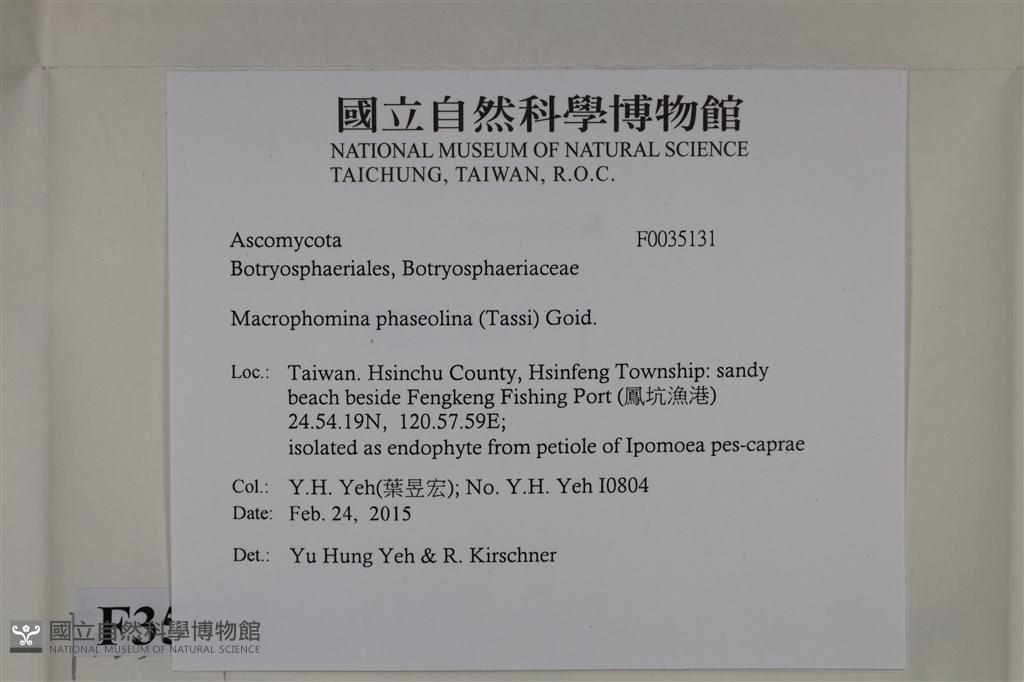 國立自然科學博物館
NATIONAL MUSEUM OF NATURAL SCIENCE
TAICHUNG, TAIWAN, R.O.C.
Ascomycota F0035131
Botryosphaeriales, Botryosphaeriaceae
Macrophomina phaseolina (Tassi) Goid.
Loc.: Taiwan. Hsinchu County, Hsinfeng Township: sandy
beach beside Fengkeng Fishing Port (鳳坑漁港)
24.54.19N, 120.57.59E;
isolated as endophyte from petiole of Ipomoea pes-caprae
Col.: Y.H. Yeh(葉昱宏); No. Y.H. Yeh I0804
Date: Feb. 24, 2015
Det.: Yu Hung Yeh & R. Kirschner
F35
國立自然科學博物館
NATIONAL MUSEUM OF NATURAL SCIENCE